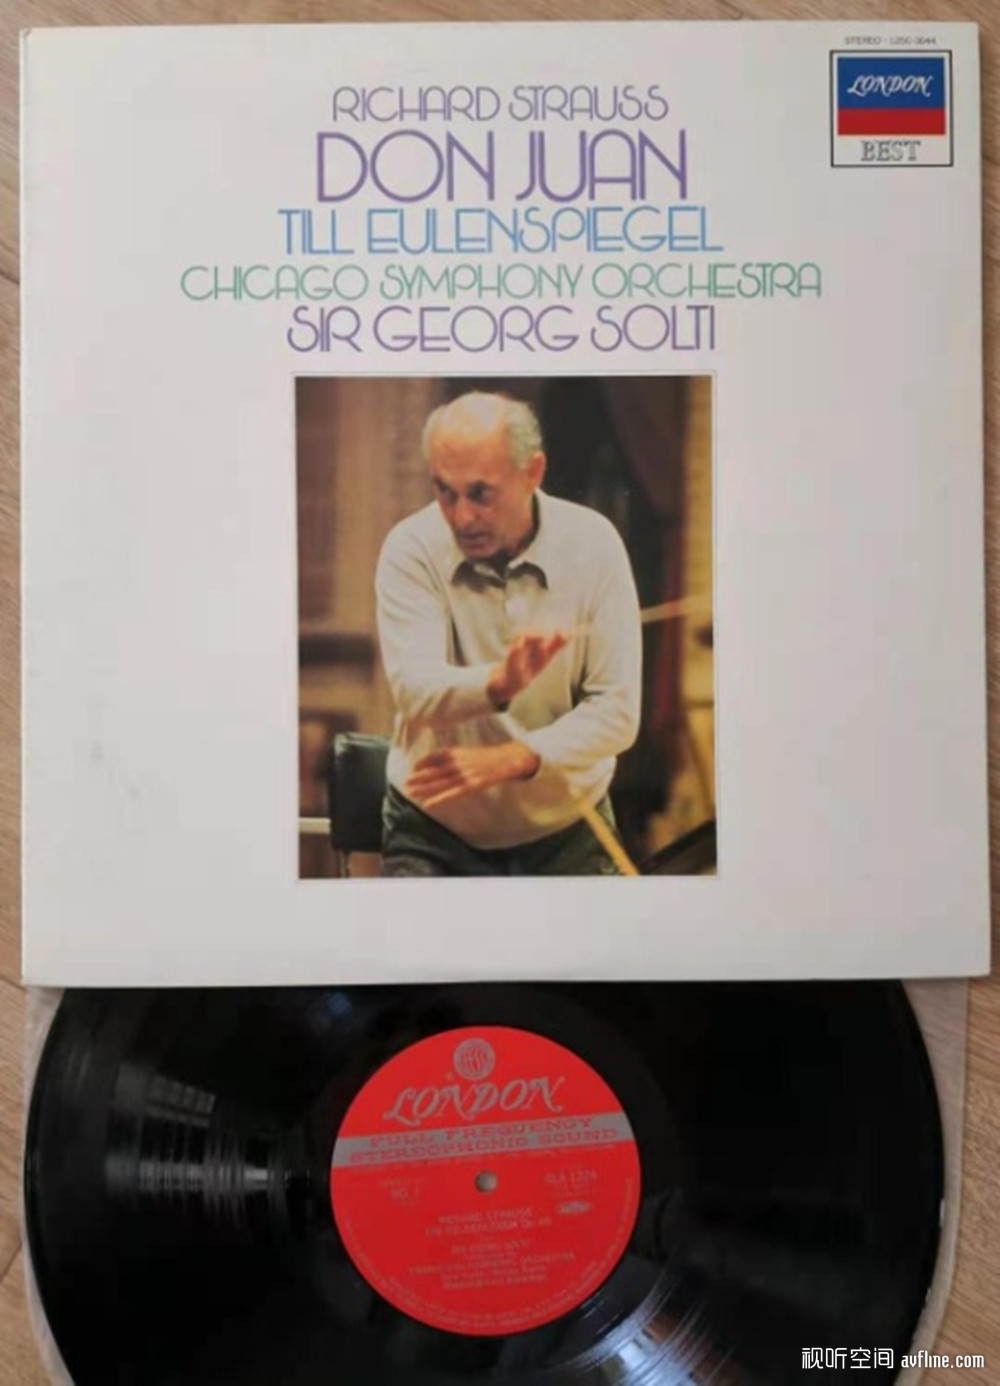 STEREO · L25C-3044
LONDON
BEST
RICHARD STRAUSS
DON JUAN
TILL EULENSPIEGEL
CHICAGO SYMPHONY ORCHESTRA
SIR GEORG SOLTI
LONDON
FULL FREQUENCY
STEREOPHONIC SOUND
RICHARD STRAUSS
SIR GEORG SOLTI
视听空间 avfline.com